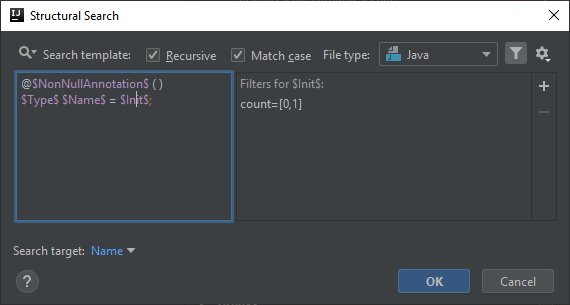 IJ
Structural Search
Search template:
Recursive
Match case
File type:
Java
@$NonNullAnnotation$ ( )
$Type$ $Name$ = $Init$;
Filters for $Init$:
count=[0,1]
Search target:
Name
?
OK
Cancel